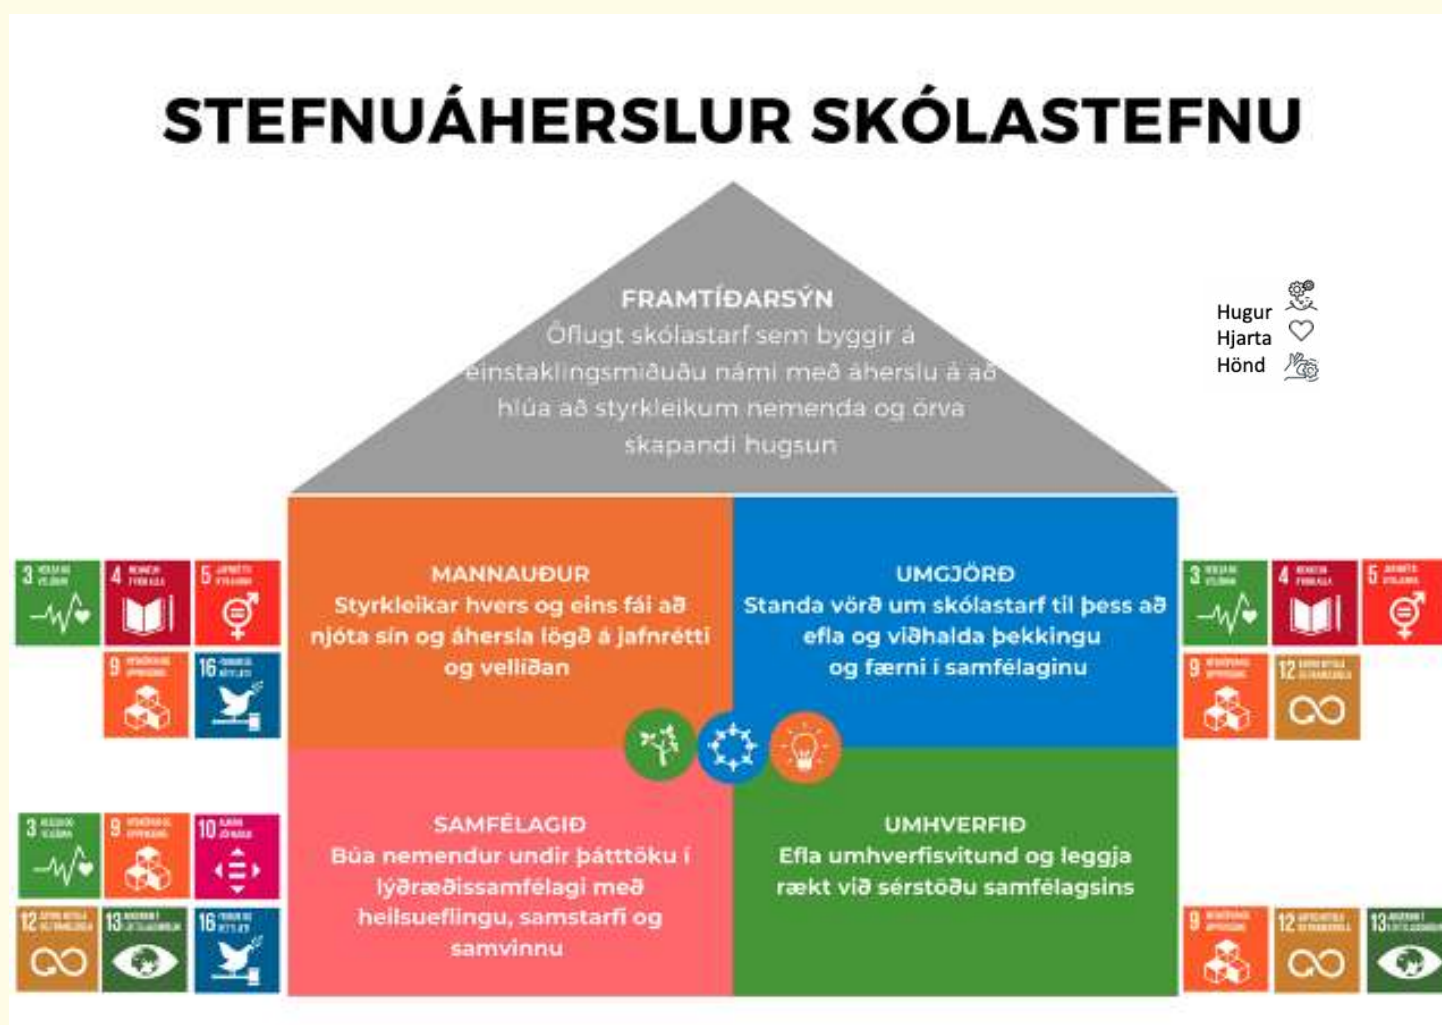 STEFNUÁHERSLUR SKÓLASTEFNU
FRAMTÍÐARSÝN
Öflugt skólastarf sem byggir á
einstaklingsmiðuðu námi með áherslu á að
hlúa að styrkleikum nemenda og örva
skapandi hugsun
Hugur
Hjarta
Hönd
MANNAUÐUR
Styrkleikar hvers og eins fái að
njóta sín og áhersla lögð á jafnrétti
og vellíðan
UMGJÖRÐ
Standa vörð um skólastarf til þess að
efla og viðhalda þekkingu
og færni í samfélaginu
3
4
5
9
16
3
4
5
9
12
SAMFÉLAGIÐ
Búa nemendur undir þátttöku í
lýðræðissamfélagi með
heilsueflingu, samstarfi og
samvinnu
UMHVERFIÐ
Efla umhverfisvitund og leggja
rækt við sérstöðu samfélagsins
3
9
10
12
13
16
9
12
13